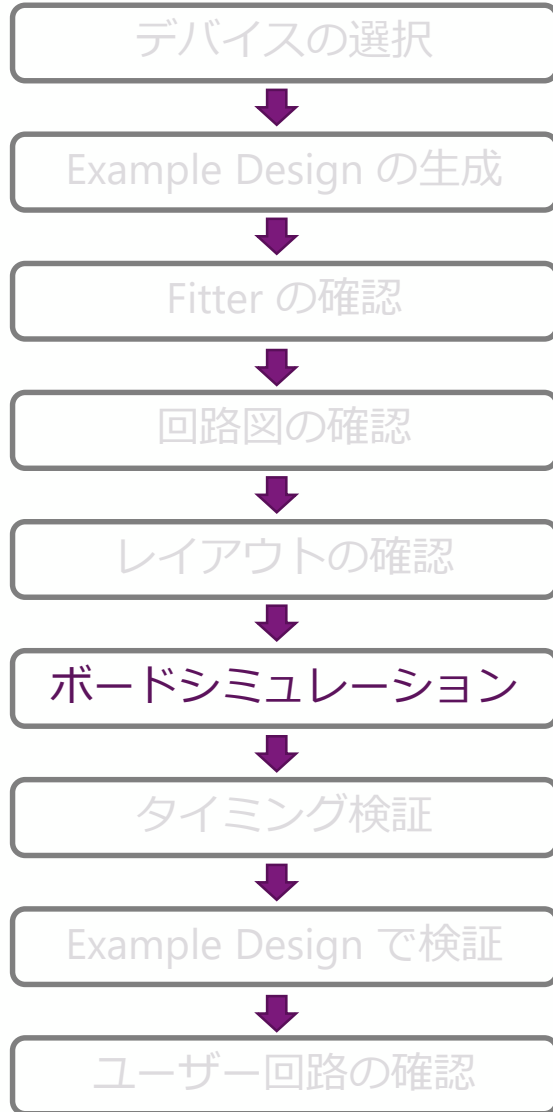 デバイスの選択
Example Design の生成
Fitter の確認
回路図の確認
レイアウトの確認
ボードシミュレーション
タイミング検証
Example Design で検証
ユーザー回路の確認